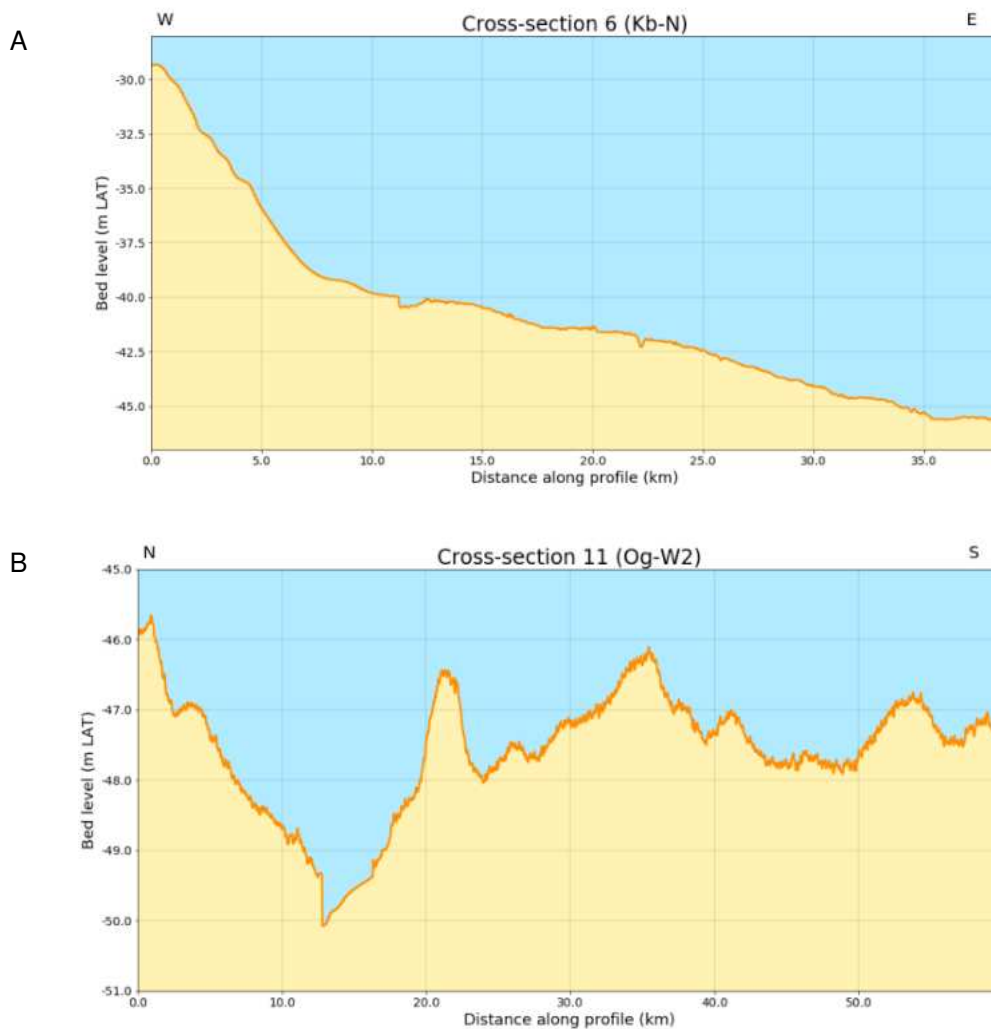 A
W
E
Cross-section 6 (Kb-N)
-30.0
-32.5
-35.0
-37.5
-40.0
-42.5
-45.0
Bed level (m LAT)
0.0 5.0 10.0 15.0 20.0 25.0 30.0 35.0
Distance along profile (km)
B
N
S
Cross-section 11 (Og-W2)
-45.0
-46.0
-47.0
-48.0
-49.0
-50.0
-51.0
Bed level (m LAT)
0.0 10.0 20.0 30.0 40.0 50.0
Distance along profile (km)